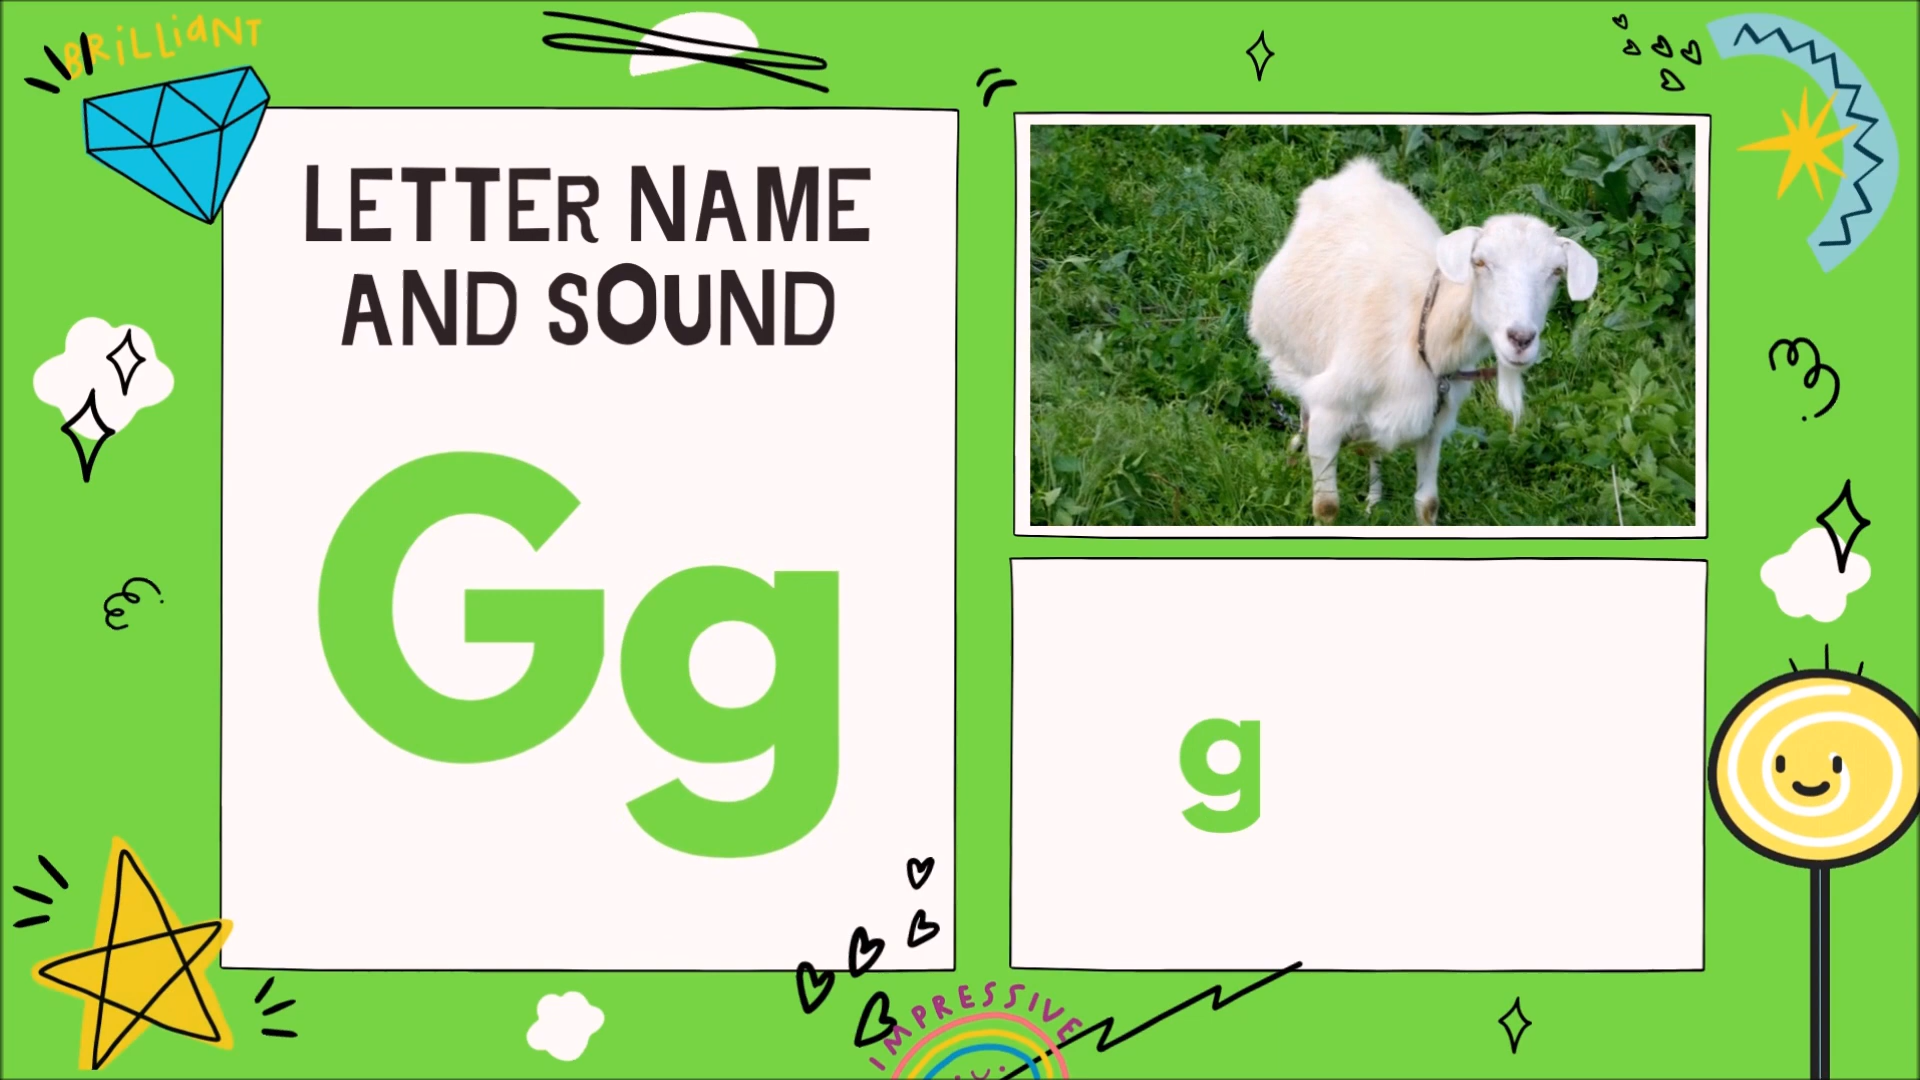 BRiLLiaNT
LETTER NAME
AND SOUND
Gg
g
IMPRESSIVE